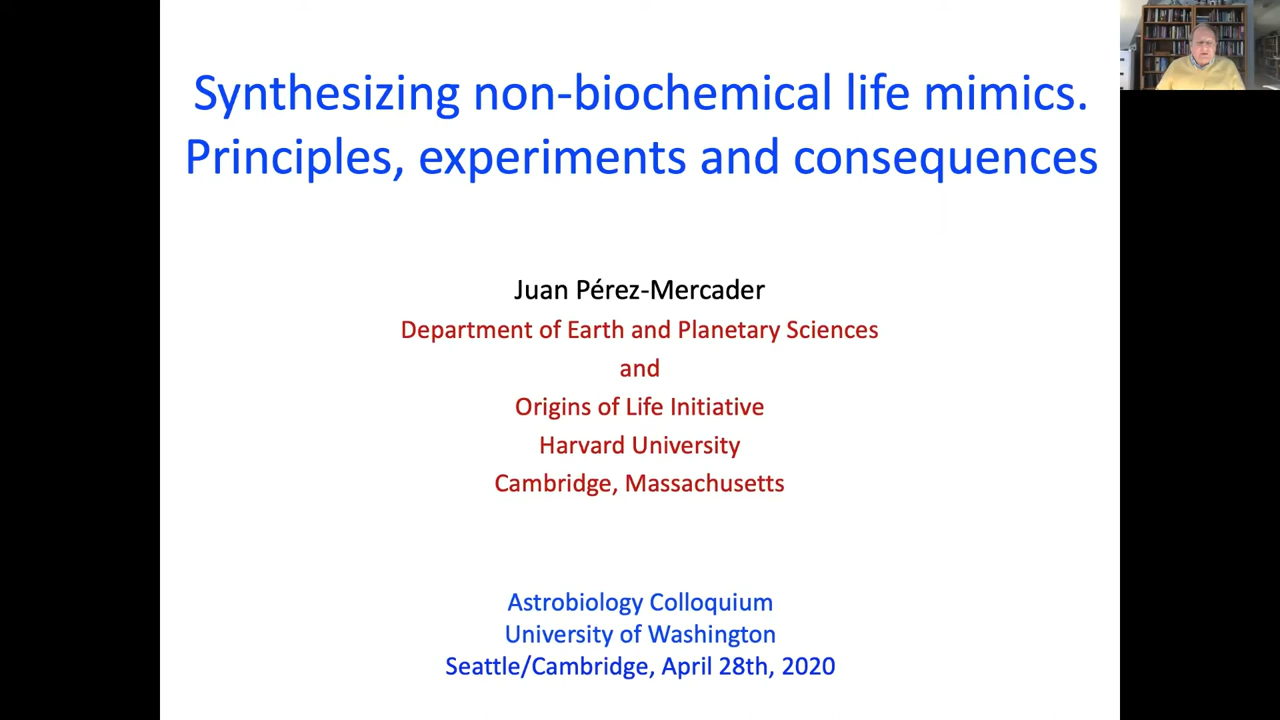 Synthesizing non-biochemical life mimics.
Principles, experiments and consequences
Juan Pérez-Mercader
Department of Earth and Planetary Sciences
and
Origins of Life Initiative
Harvard University
Cambridge, Massachusetts
Astrobiology Colloquium
University of Washington
Seattle/Cambridge, April 28th, 2020